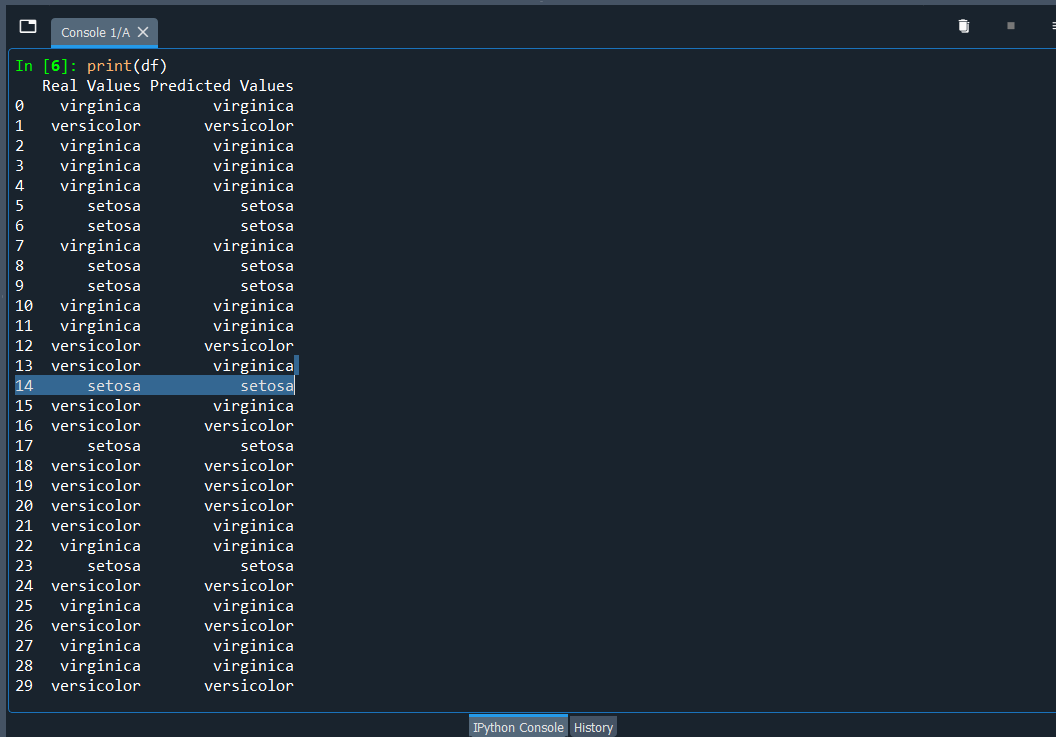 Console 1/A
In [6]: print(df)
Real Values Predicted Values
0 virginica virginica
1 versicolor versicolor
2 virginica virginica
3 virginica virginica
4 virginica virginica
5 setosa setosa
6 setosa setosa
7 virginica virginica
8 setosa setosa
9 setosa setosa
10 virginica virginica
11 virginica virginica
12 versicolor versicolor
13 versicolor virginica
14 setosa setosa
15 versicolor virginica
16 versicolor versicolor
17 setosa setosa
18 versicolor versicolor
19 versicolor versicolor
20 versicolor versicolor
21 versicolor virginica
22 virginica virginica
23 setosa setosa
24 versicolor versicolor
25 virginica virginica
26 versicolor versicolor
27 virginica virginica
28 virginica virginica
29 versicolor versicolor
IPython Console History